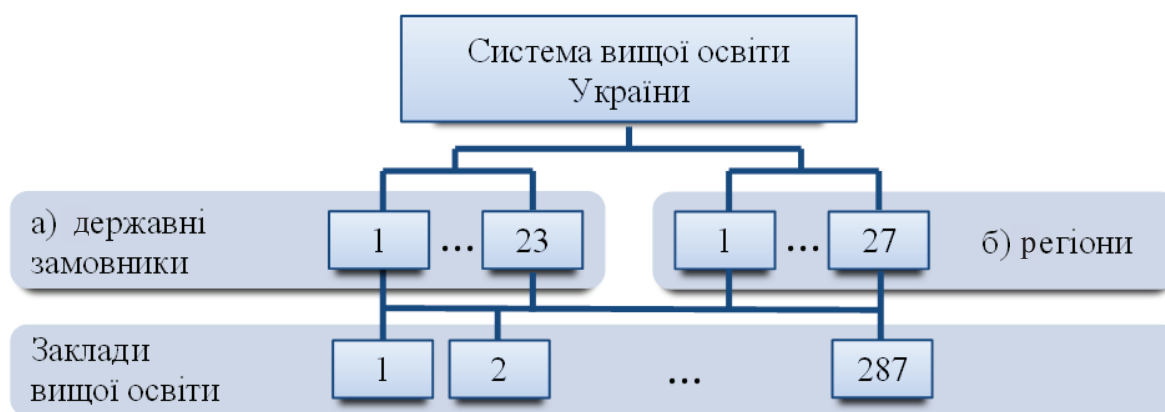 Система вищої освіти
України
а) державні
замовники
1 ... 23
1 ... 27
б) регіони
Заклади
вищої освіти
1 2 ... 287